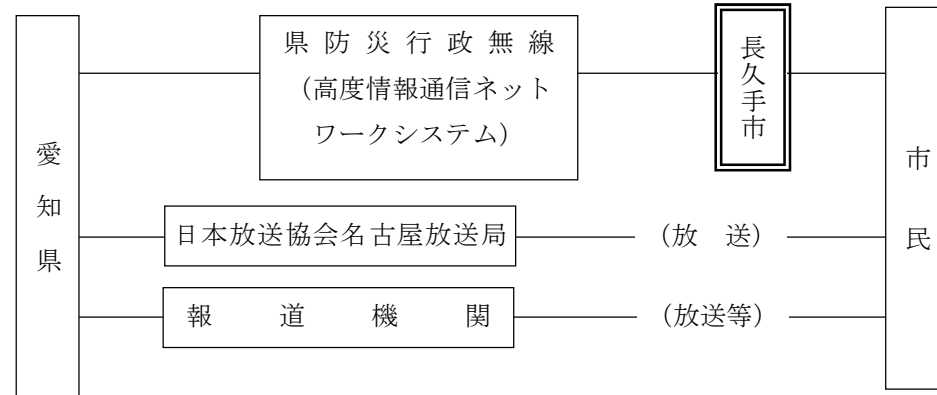 愛知県
県防災行政無線
(高度情報通信ネット
ワークシステム)
長久手市
市民
日本放送協会名古屋放送局
(放 送)
報道機関
(放送等)